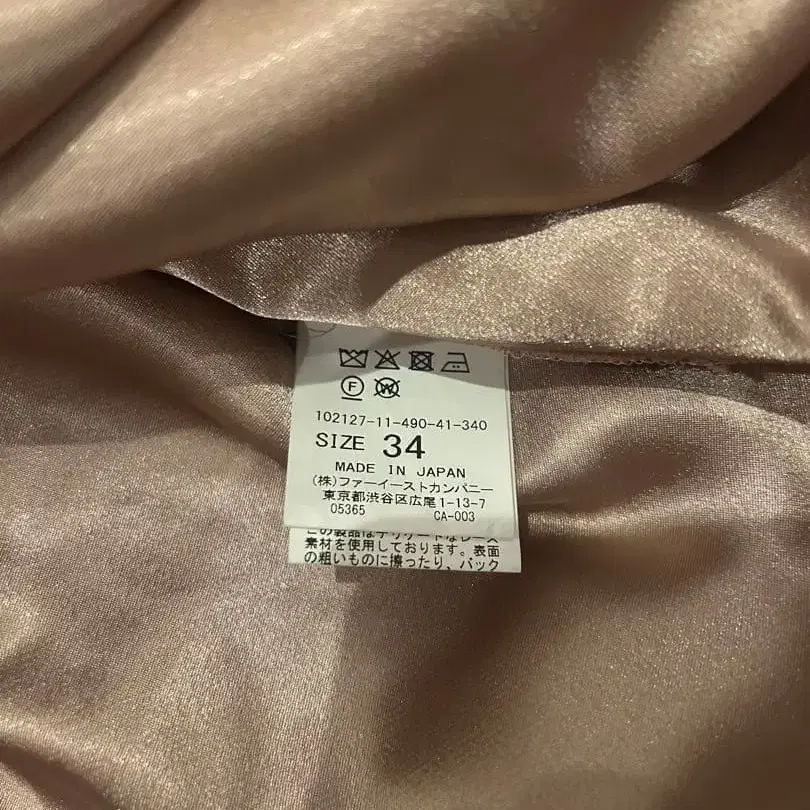 F
W
102127-11-490-41-340
SIZE 34
MADE IN JAPAN
(株)ファーイーストカンパニー
東京都渋谷区広尾1-13-7
05365 CA-003
この製品はデリケートなレース
素材を使用しております。表面
の粗いものに擦ったり、バック